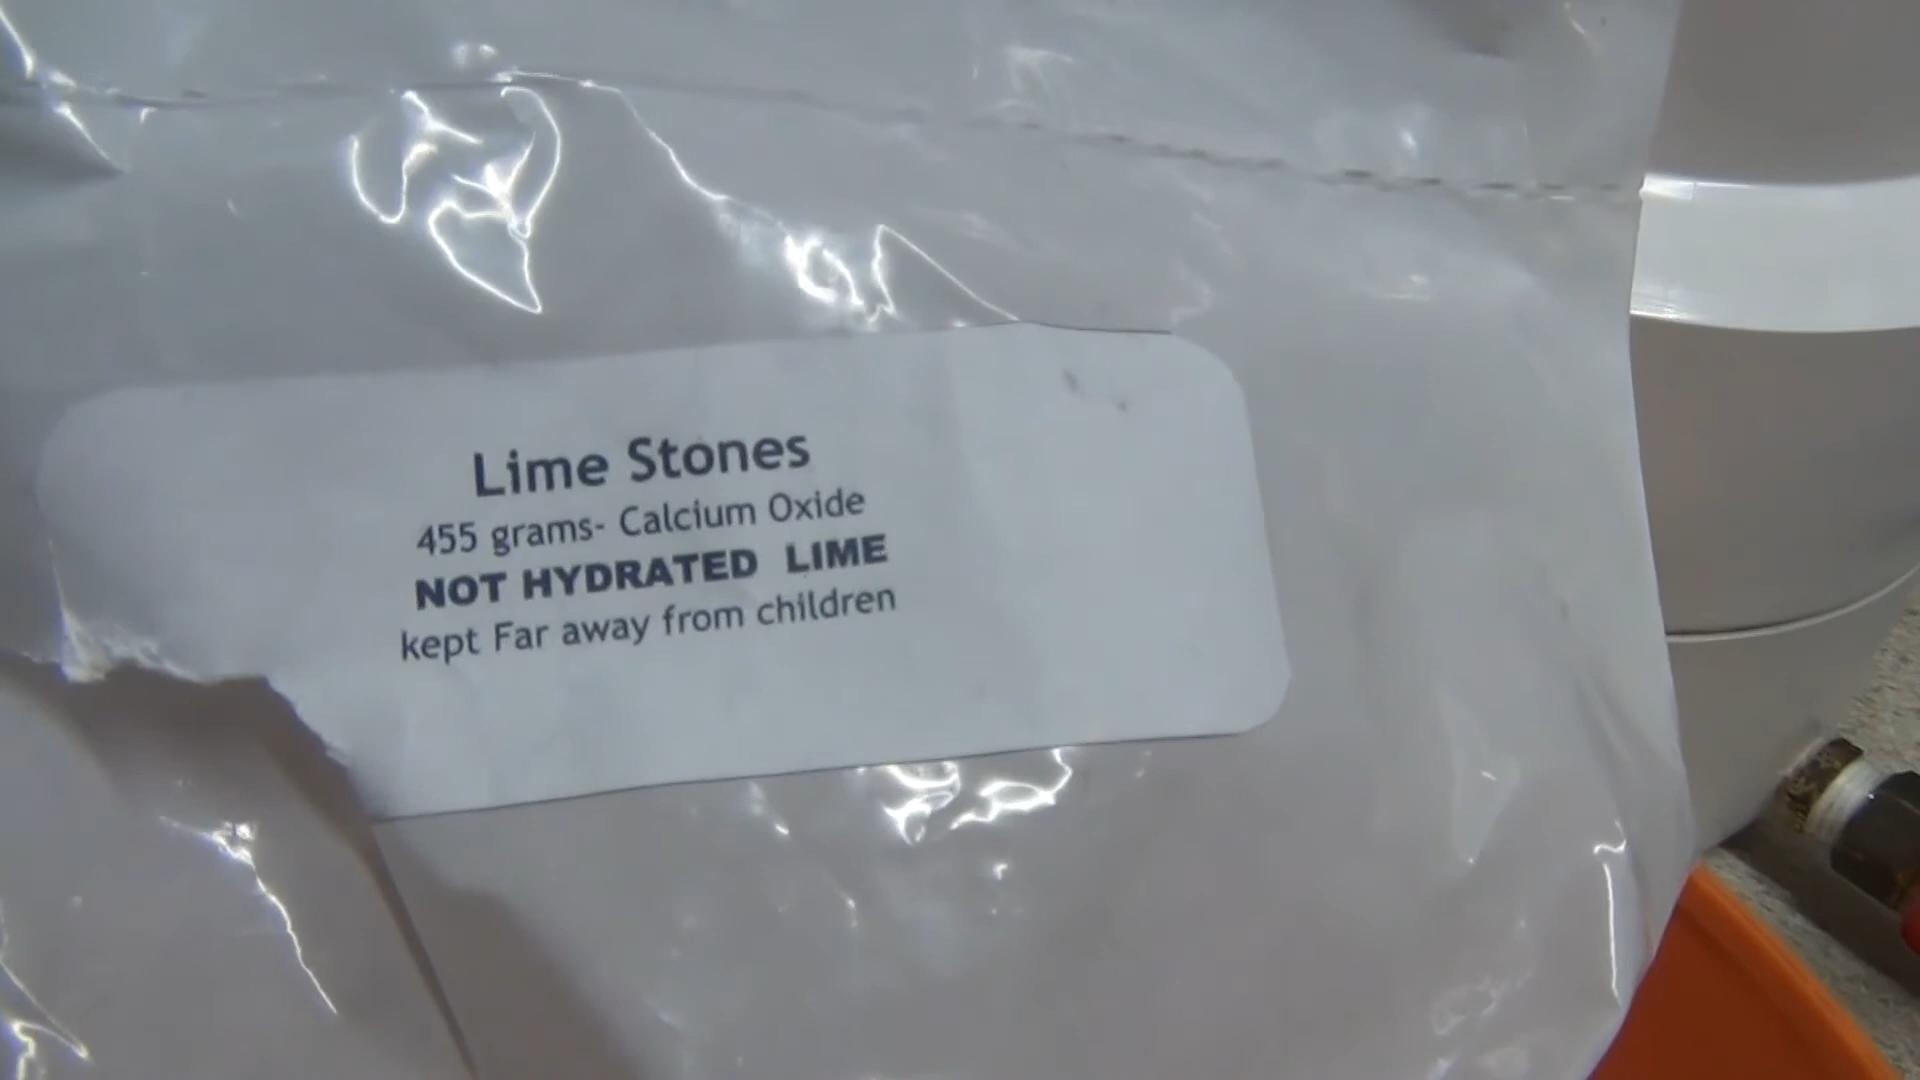 Lime Stones
455 grams- Calcium Oxide
NOT HYDRATED LIME
kept Far away from children